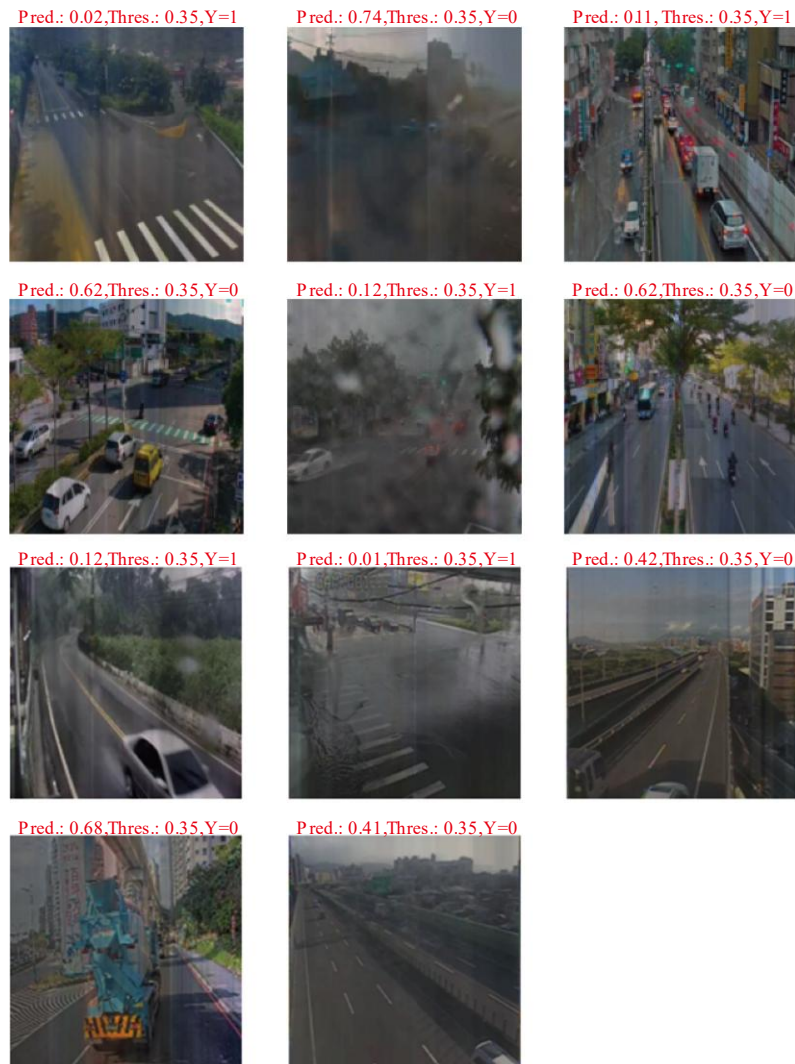 Pred.: 0.02,Thres.: 0.35,Y=1
Pred.: 0.74,Thres.: 0.35,Y=0
Pred.: 0.11, Thres.: 0.35,Y=1
Pred.: 0.62,Thres.: 0.35,Y=0
Pred.: 0.12,Thres.: 0.35,Y=1
Pred.: 0.62,Thres.: 0.35,Y=0
Pred.: 0.12,Thres.: 0.35,Y=1
Pred.: 0.01,Thres.: 0.35,Y=1
Pred.: 0.42,Thres.: 0.35,Y=0
Pred.: 0.68,Thres.: 0.35,Y=0
Pred.: 0.41,Thres.: 0.35,Y=0